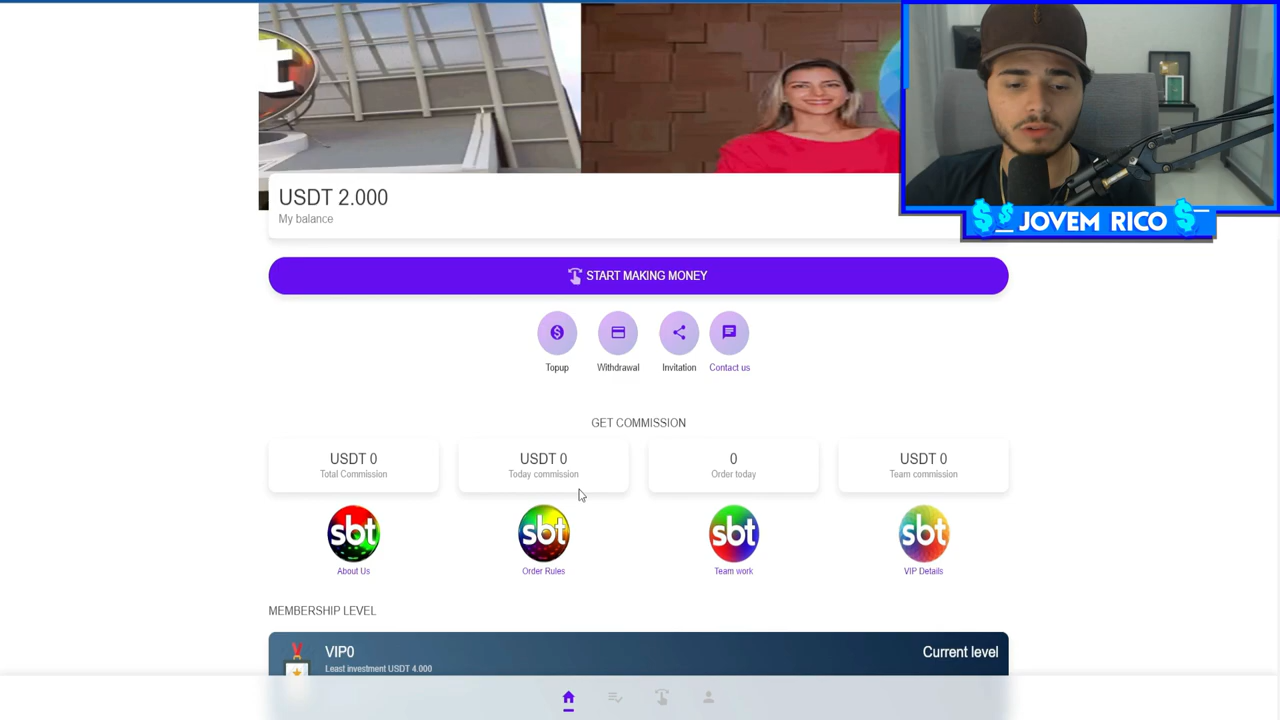 t
USDT 2.000
My balance
$ JOVEM RICO $
START MAKING MONEY
Topup
Withdrawal
Invitation
Contact us
GET COMMISSION
USDT 0
Total Commission
USDT 0
Today commission
0
Order today
USDT 0
Team commission
sbt
About Us
sbt
Order Rules
sbt
Team work
sbt
VIP Details
MEMBERSHIP LEVEL
VIP0
Current level
Least investment USDT 4.000